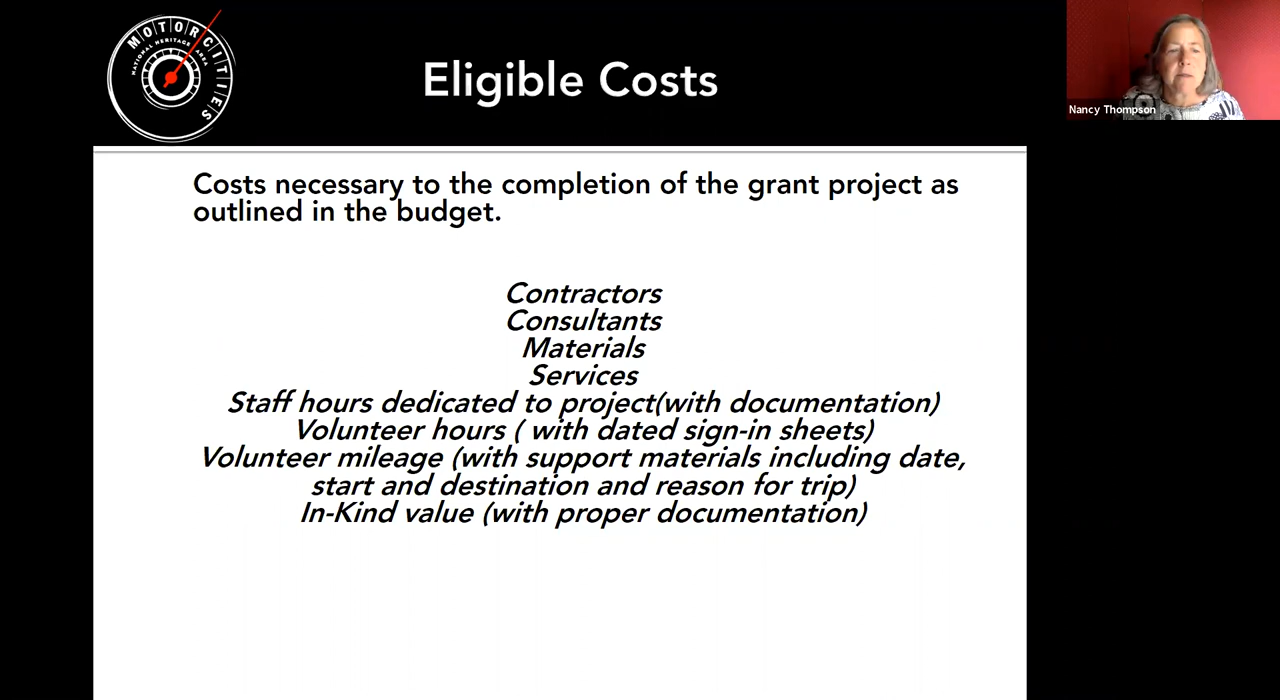 MOTORCITIES
NATIONAL HERITAGE AREA
Eligible Costs
Nancy Thompson
Costs necessary to the completion of the grant project as
outlined in the budget.
Contractors
Consultants
Materials
Services
Staff hours dedicated to project(with documentation)
Volunteer hours ( with dated sign-in sheets)
Volunteer mileage (with support materials including date,
start and destination and reason for trip)
In-Kind value (with proper documentation)